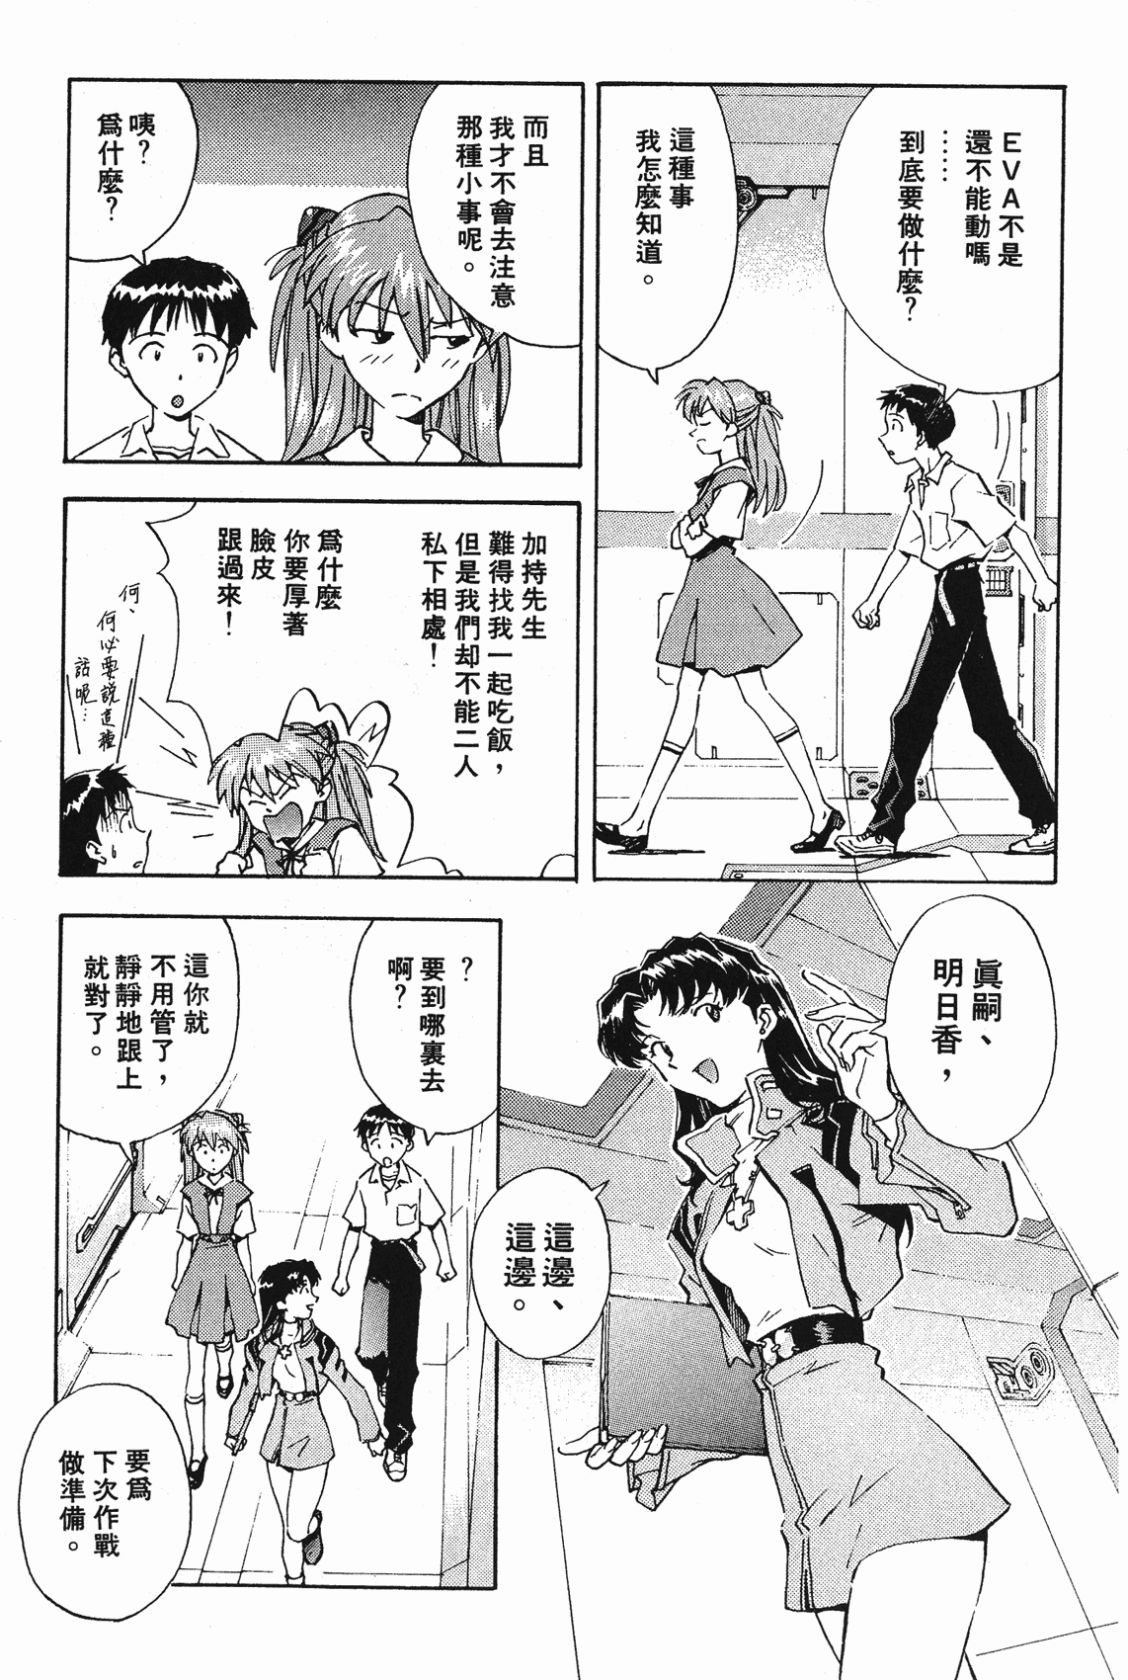 EVA不是
還不能動嗎
……
到底要做什麼?
這種事
我怎麼知道。
而且
我才不會去注意
那種小事呢。
咦?
爲什麼?
加持先生
難得找我一起吃飯，
但是我們却不能二人
私下相處!
爲什麼
你要厚著
臉皮
跟過來!
何、
何必要說這種
話呢…
眞嗣、
明日香，
這邊、
這邊。
?
要到哪裏去
啊?
這你就
不用管了，
靜靜地跟上
就對了。
要爲
下次作戰
做準備。